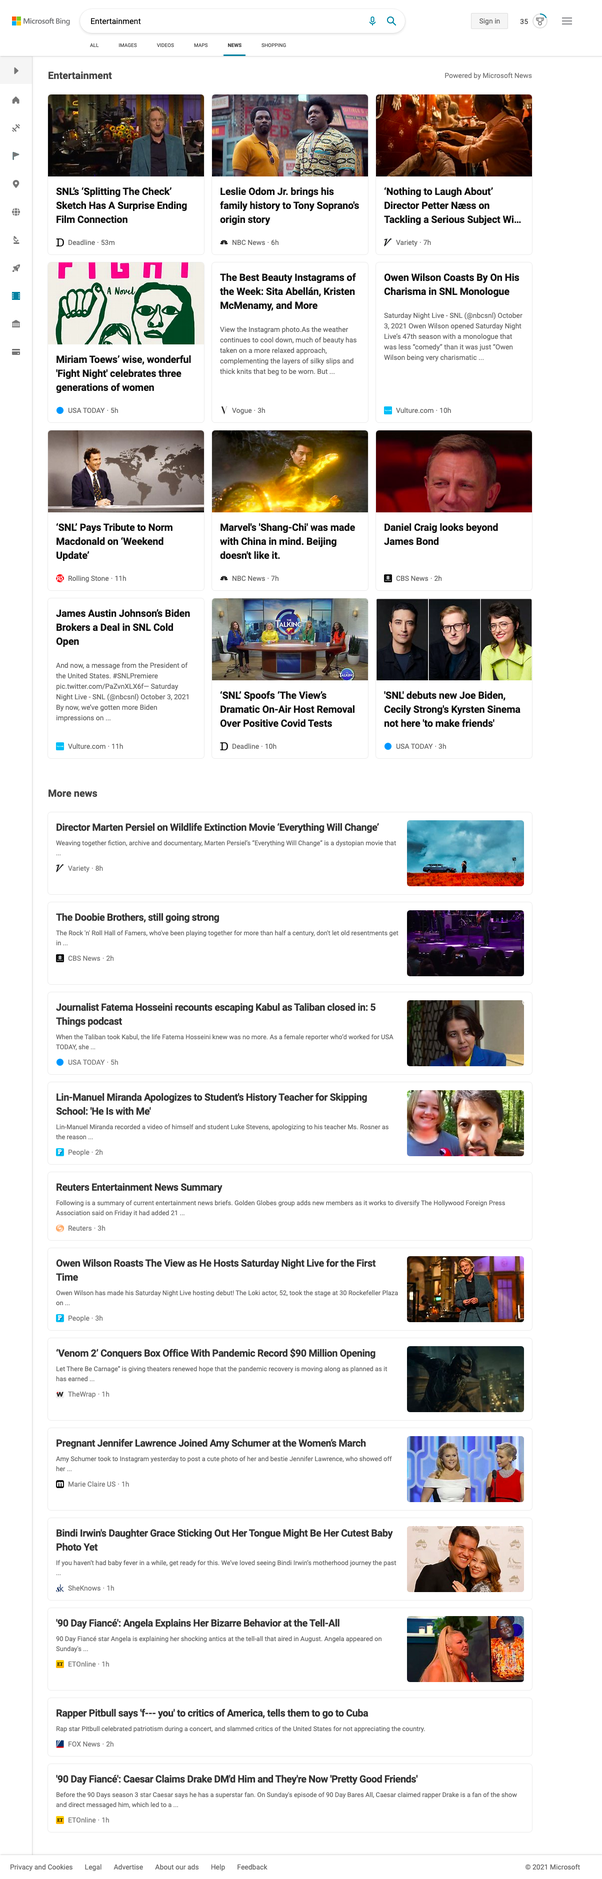 Microsoft Bing
Entertainment
Sign in
35
ALL
IMAGES
VIDEOS
MAPS
NEWS
SHOPPING
Entertainment
Powered by Microsoft News
SNL's 'Splitting The Check'
Sketch Has A Surprise Ending
Film Connection
Deadline · 53m
Leslie Odom Jr. brings his
family history to Tony Soprano's
origin story
NBC News · 6h
'Nothing to Laugh About'
Director Petter Næss on
Tackling a Serious Subject Wi...
Variety · 7h
FIGHT
A Novel
Miriam Toews' wise, wonderful
'Fight Night' celebrates three
generations of women
USA TODAY · 5h
The Best Beauty Instagrams of
the Week: Sita Abellán, Kristen
McMenamy, and More
View the Instagram photo.As the weather
continues to cool down, much of beauty has
taken on a more relaxed approach,
complementing the layers of silky slips and
thick knits that beg to be worn. But ...
Vogue · 3h
Owen Wilson Coasts By On His
Charisma in SNL Monologue
Saturday Night Live - SNL (@nbcsnl) October
3, 2021 Owen Wilson opened Saturday Night
Live's 47th season with a monologue that
was less "comedy" than it was just "Owen
Wilson being very charismatic ...
Vulture.com · 10h
'SNL' Pays Tribute to Norm
Macdonald on 'Weekend
Update'
Rolling Stone · 11h
Marvel's 'Shang-Chi' was made
with China in mind. Beijing
doesn't like it.
NBC News · 7h
Daniel Craig looks beyond
James Bond
CBS News · 2h
James Austin Johnson's Biden
Brokers a Deal in SNL Cold
Open
And now, a message from the President of
the United States. #SNLPremiere
pic.twitter.com/PaZvnXLX6f— Saturday
Night Live - SNL (@nbcsnl) October 3, 2021
By now, we've gotten more Biden
impressions on ...
Vulture.com · 11h
TALKING
'SNL' Spoofs 'The View's
Dramatic On-Air Host Removal
Over Positive Covid Tests
Deadline · 10h
'SNL' debuts new Joe Biden,
Cecily Strong's Kyrsten Sinema
not here 'to make friends'
USA TODAY · 3h
More news
Director Marten Persiel on Wildlife Extinction Movie 'Everything Will Change'
Weaving together fiction, archive and documentary, Marten Persiel's "Everything Will Change" is a dystopian movie that
...
Variety · 8h
The Doobie Brothers, still going strong
The Rock 'n' Roll Hall of Famers, who've been playing together for more than half a century, don't let old resentments get
in ...
CBS News · 2h
Journalist Fatema Hosseini recounts escaping Kabul as Taliban closed in: 5
Things podcast
When the Taliban took Kabul, the life Fatema Hosseini knew was no more. As a female reporter who'd worked for USA
TODAY, she ...
USA TODAY · 5h
Lin-Manuel Miranda Apologizes to Student's History Teacher for Skipping
School: 'He Is with Me'
Lin-Manuel Miranda recorded a video of himself and student Luke Stevens, apologizing to his teacher Ms. Rosner as
the reason ...
People · 2h
Reuters Entertainment News Summary
Following is a summary of current entertainment news briefs. Golden Globes group adds new members as it works to diversify The Hollywood Foreign Press
Association said on Friday it had added 21 ...
Reuters · 3h
Owen Wilson Roasts The View as He Hosts Saturday Night Live for the First
Time
Owen Wilson has made his Saturday Night Live hosting debut! The Loki actor, 52, took the stage at 30 Rockefeller Plaza
on ...
People · 3h
'Venom 2' Conquers Box Office With Pandemic Record $90 Million Opening
Let There Be Carnage" is giving theaters renewed hope that the pandemic recovery is moving along as planned as it
has earned ...
TheWrap · 1h
Pregnant Jennifer Lawrence Joined Amy Schumer at the Women's March
Amy Schumer took to Instagram yesterday to post a cute photo of her and bestie Jennifer Lawrence, who showed off
her ...
Marie Claire US · 1h
Bindi Irwin's Daughter Grace Sticking Out Her Tongue Might Be Her Cutest Baby
Photo Yet
If you haven't had baby fever in a while, get ready for this. We've loved seeing Bindi Irwin's motherhood journey the past
...
SheKnows · 1h
'90 Day Fiancé': Angela Explains Her Bizarre Behavior at the Tell-All
90 Day Fiancé star Angela is explaining her shocking antics at the tell-all that aired in August. Angela appeared on
Sunday's ...
ETOnline · 1h
Rapper Pitbull says 'f--- you' to critics of America, tells them to go to Cuba
Rap star Pitbull celebrated patriotism during a concert, and slammed critics of the United States for not appreciating the country.
FOX News · 2h
'90 Day Fiancé': Caesar Claims Drake DM'd Him and They're Now 'Pretty Good Friends'
Before the 90 Days season 3 star Caesar says he has a superstar fan. On Sunday's episode of 90 Day Bares All, Caesar claimed rapper Drake is a fan of the show
and direct messaged him, which led to a ...
ETOnline · 1h
Privacy and Cookies
Legal
Advertise
About our ads
Help
Feedback
© 2021 Microsoft